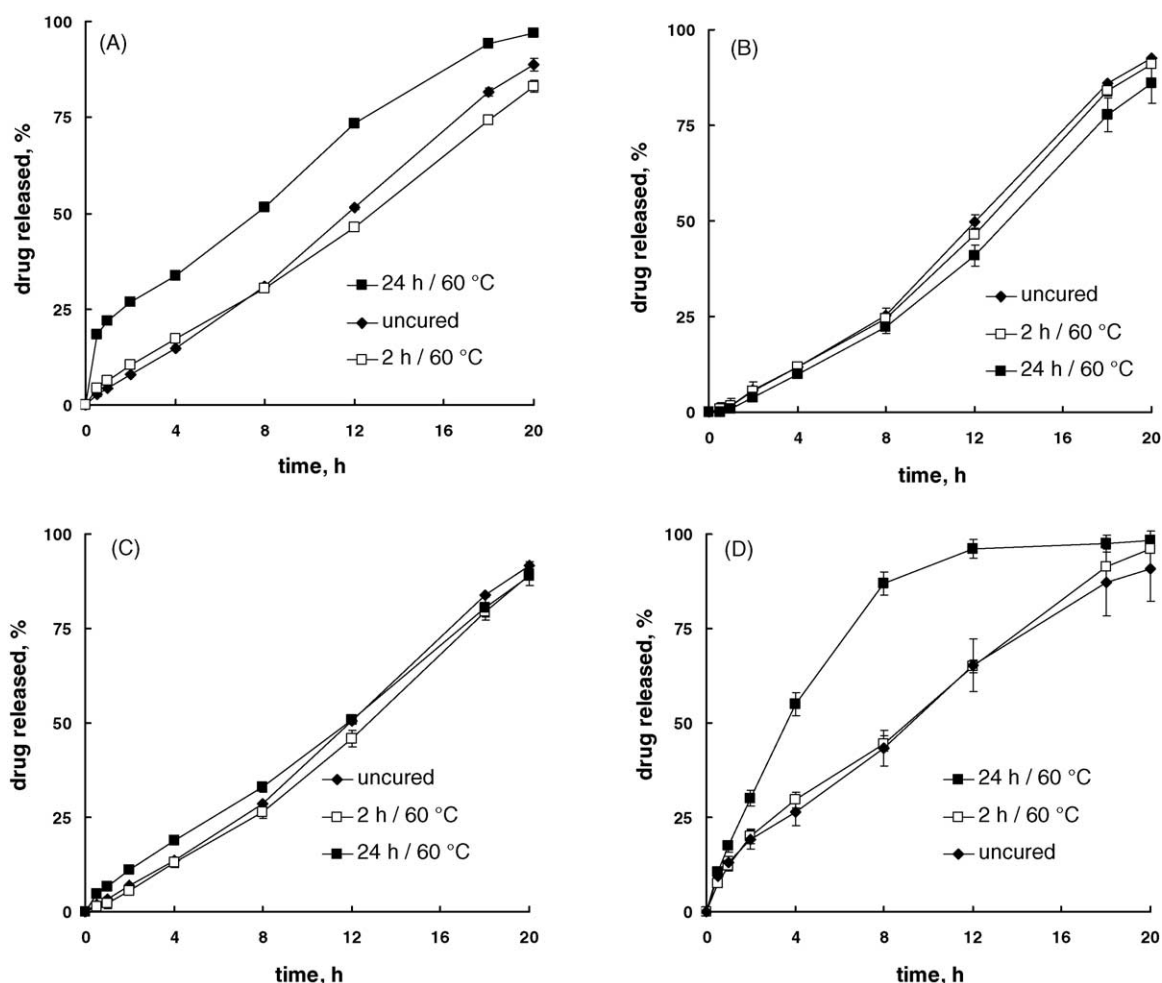 (A)
drug released, %
100
75
50
25
0
24 h / 60 °C
uncured
2 h / 60 °C
0 4 8 12 16 20
time, h
(B)
drug released, %
100
75
50
25
0
uncured
2 h / 60 °C
24 h / 60 °C
0 4 8 12 16 20
time, h
(C)
drug released, %
100
75
50
25
0
uncured
2 h / 60 °C
24 h / 60 °C
0 4 8 12 16 20
time, h
(D)
drug released, %
100
75
50
25
0
24 h / 60 °C
2 h / 60 °C
uncured
0 4 8 12 16 20
time, h